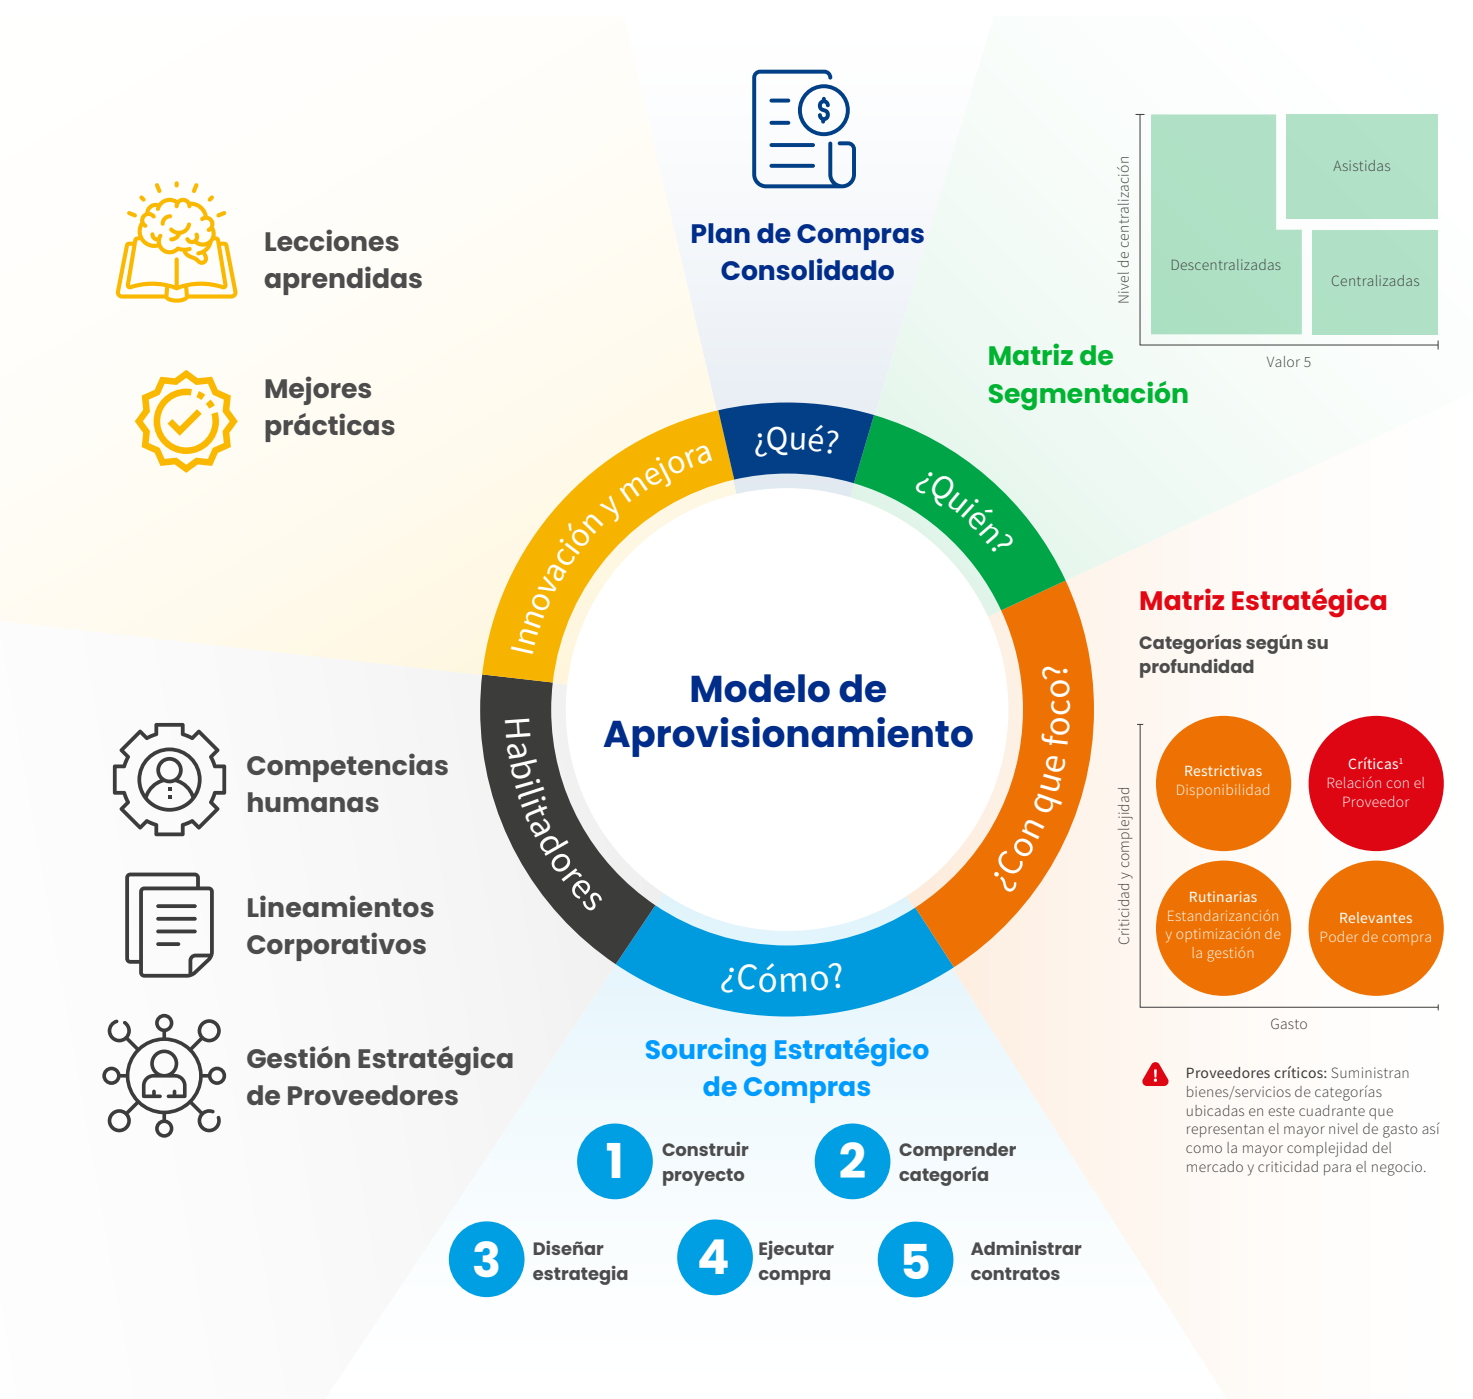 Plan de Compras
Consolidado
Lecciones
aprendidas
Mejores
prácticas
Nivel de centralización
Asistidas
Descentralizadas
Centralizadas
Valor 5
Matriz de
Segmentación
¿Qué?
¿Quién?
¿Con que foco?
¿Cómo?
Habilitadores
Innovación y mejora
Modelo de
Aprovisionamiento
Matriz Estratégica
Categorías según su
profundidad
Criticidad y complejidad
Restrictivas
Disponibilidad
Críticas¹
Relación con el
Proveedor
Rutinarias
Estandarizanción
y optimización de
la gestión
Relevantes
Poder de compra
Gasto
Proveedores críticos: Suministran
bienes/servicios de categorías
ubicadas en este cuadrante que
representan el mayor nivel de gasto así
como la mayor complejidad del
mercado y criticidad para el negocio.
Competencias
humanas
Lineamientos
Corporativos
Gestión Estratégica
de Proveedores
Sourcing Estratégico
de Compras
1
Construir
proyecto
2
Comprender
categoría
3
Diseñar
estrategia
4
Ejecutar
compra
5
Administrar
contratos